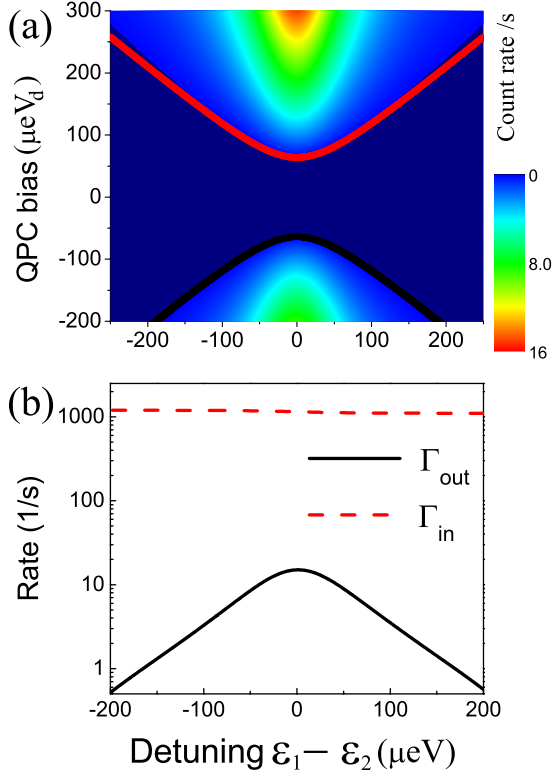 (a)
300
200
100
0
-100
-200
QPC bias (μeV_d)
-200 -100 0 100 200
Count rate /s
0
8.0
16
(b)
1000
100
10
1
Rate (1/s)
Γ_out
Γ_in
-200 -100 0 100 200
Detuning ε_1 − ε_2 (μeV)